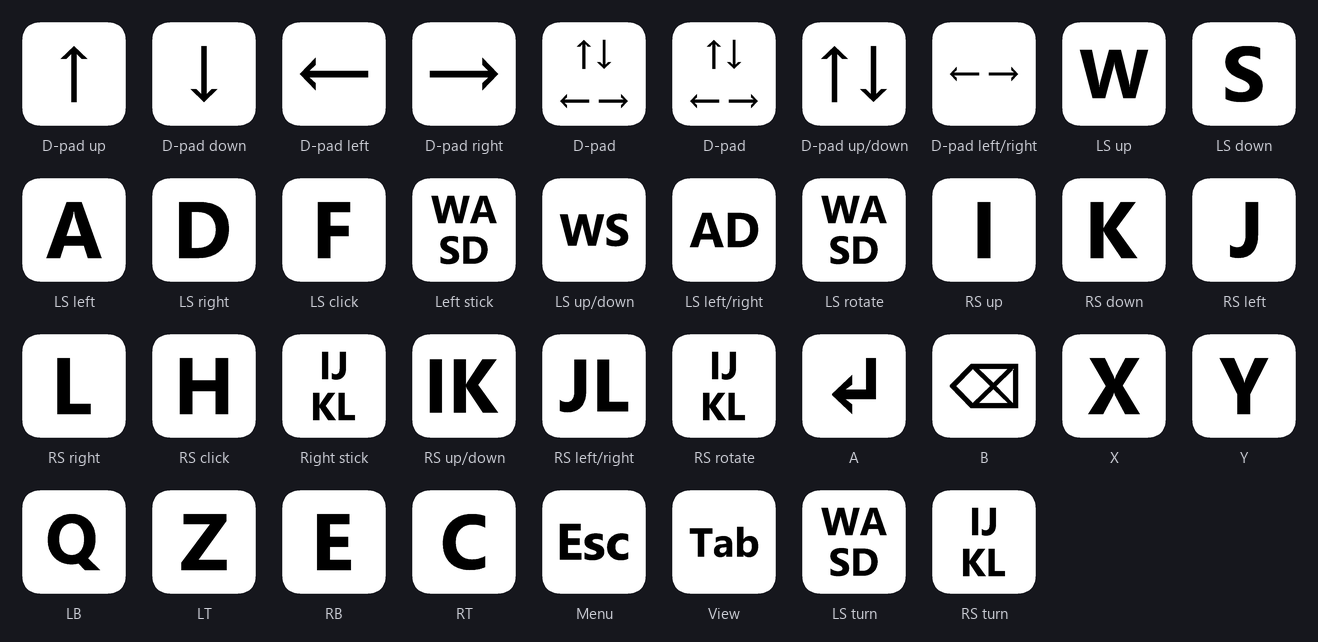 ↑ ↓ ← → ↑↓ ↑↓ ↑↓ ← → W S
← → ← →
D-pad up D-pad down D-pad left D-pad right D-pad D-pad D-pad up/down D-pad left/right LS up LS down
A D F WA WS AD WA I K J
SD SD
LS left LS right LS click Left stick LS up/down LS left/right LS rotate RS up RS down RS left
L H IJ IK JL IJ ↲ ⌫ X Y
KL KL
RS right RS click Right stick RS up/down RS left/right RS rotate A B X Y
Q Z E C Esc Tab WA IJ
SD KL
LB LT RB RT Menu View LS turn RS turn